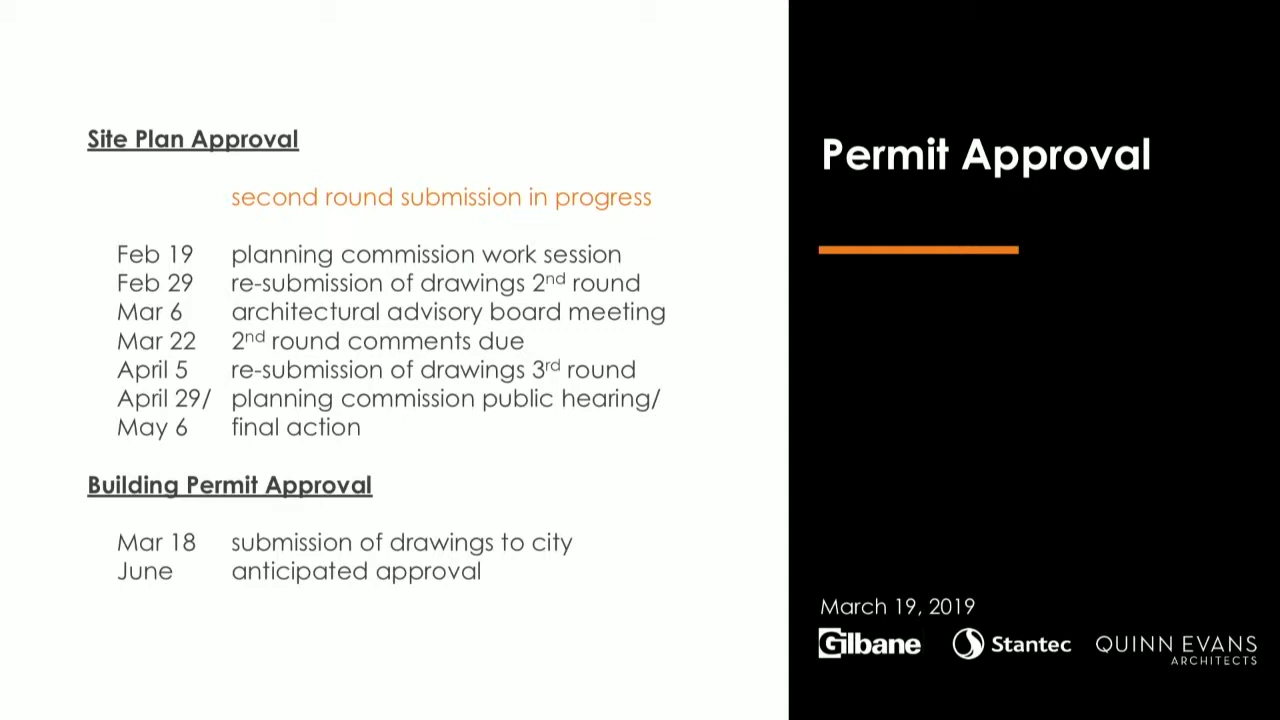 Site Plan Approval
second round submission in progress
Feb 19 planning commission work session
Feb 29 re-submission of drawings 2nd round
Mar 6 architectural advisory board meeting
Mar 22 2nd round comments due
April 5 re-submission of drawings 3rd round
April 29/ planning commission public hearing/
May 6 final action
Building Permit Approval
Mar 18 submission of drawings to city
June anticipated approval
Permit Approval
March 19, 2019
Gilbane Stantec QUINN EVANS
ARCHITECTS